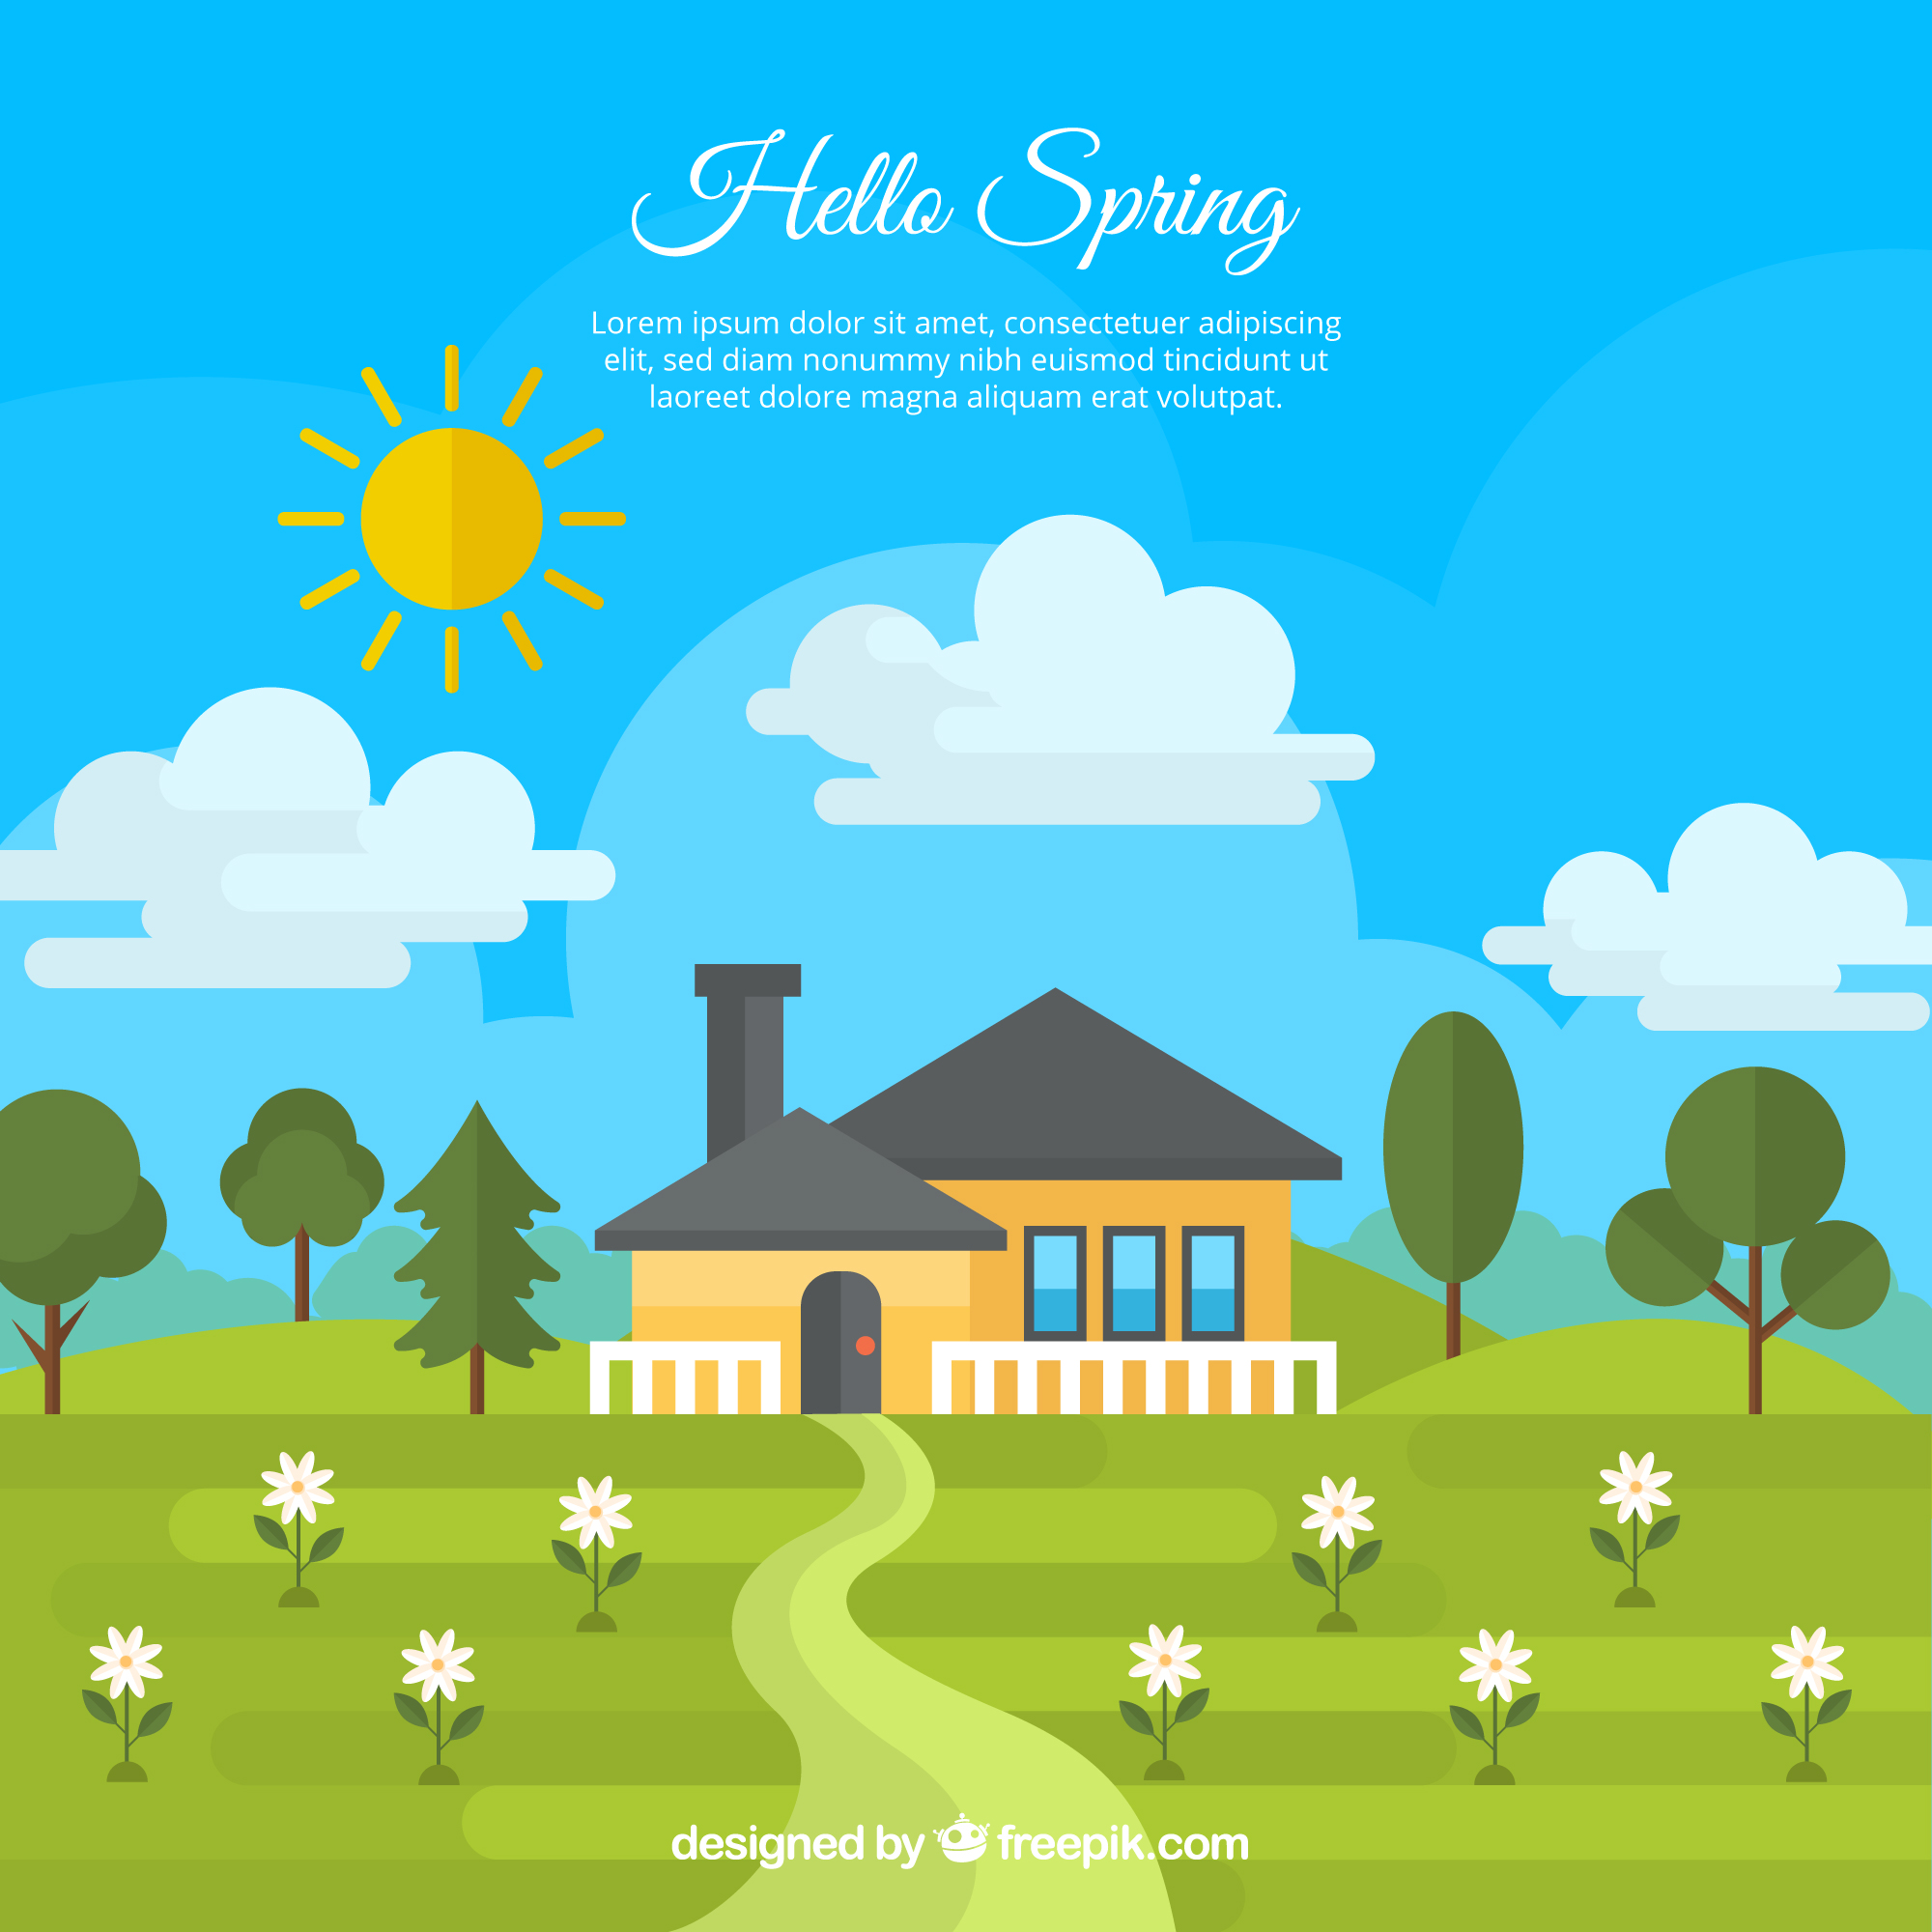 Hello Spring
Lorem ipsum dolor sit amet, consectetuer adipiscing
elit, sed diam nonummy nibh euismod tincidunt ut
laoreet dolore magna aliquam erat volutpat.
designed by freepik.com